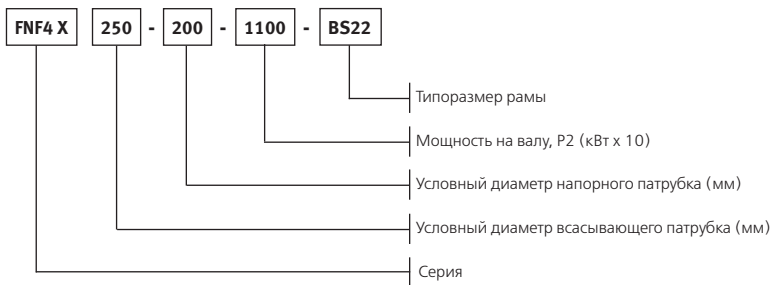 FNF4 X 250 - 200 - 1100 - BS22
Типоразмер рамы
Мощность на валу, P2 (кВт x 10)
Условный диаметр напорного патрубка (мм)
Условный диаметр всасывающего патрубка (мм)
Серия